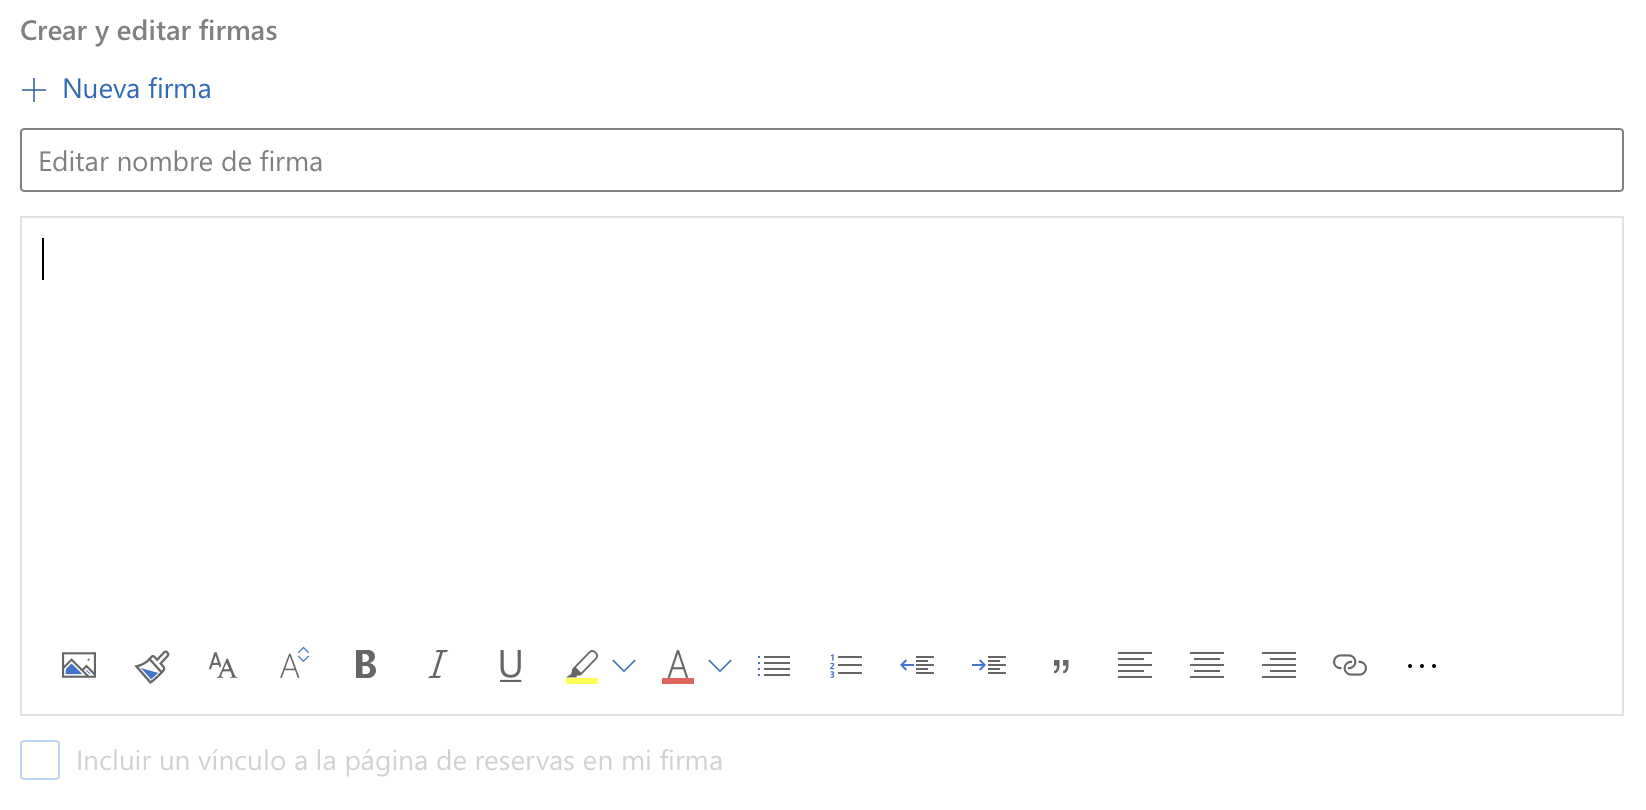 Crear y editar firmas
Nueva firma
Editar nombre de firma
Incluir un vínculo a la página de reservas en mi firma